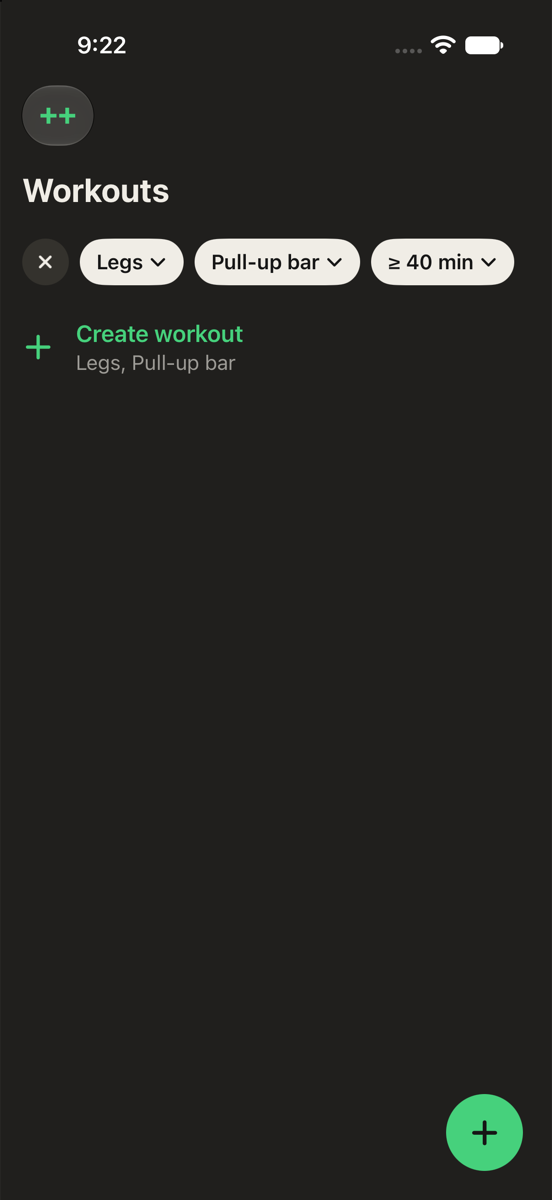 9:22
++
Workouts
Legs
Pull-up bar
≥ 40 min
Create workout
Legs, Pull-up bar